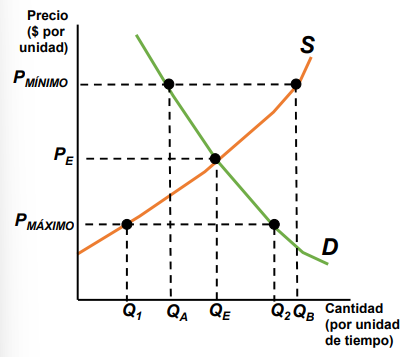 Precio
($ por
unidad)
S
PMÍNIMO
PE
PMÁXIMO
D
Q1 QA QE Q2 QB Cantidad
(por unidad
de tiempo)